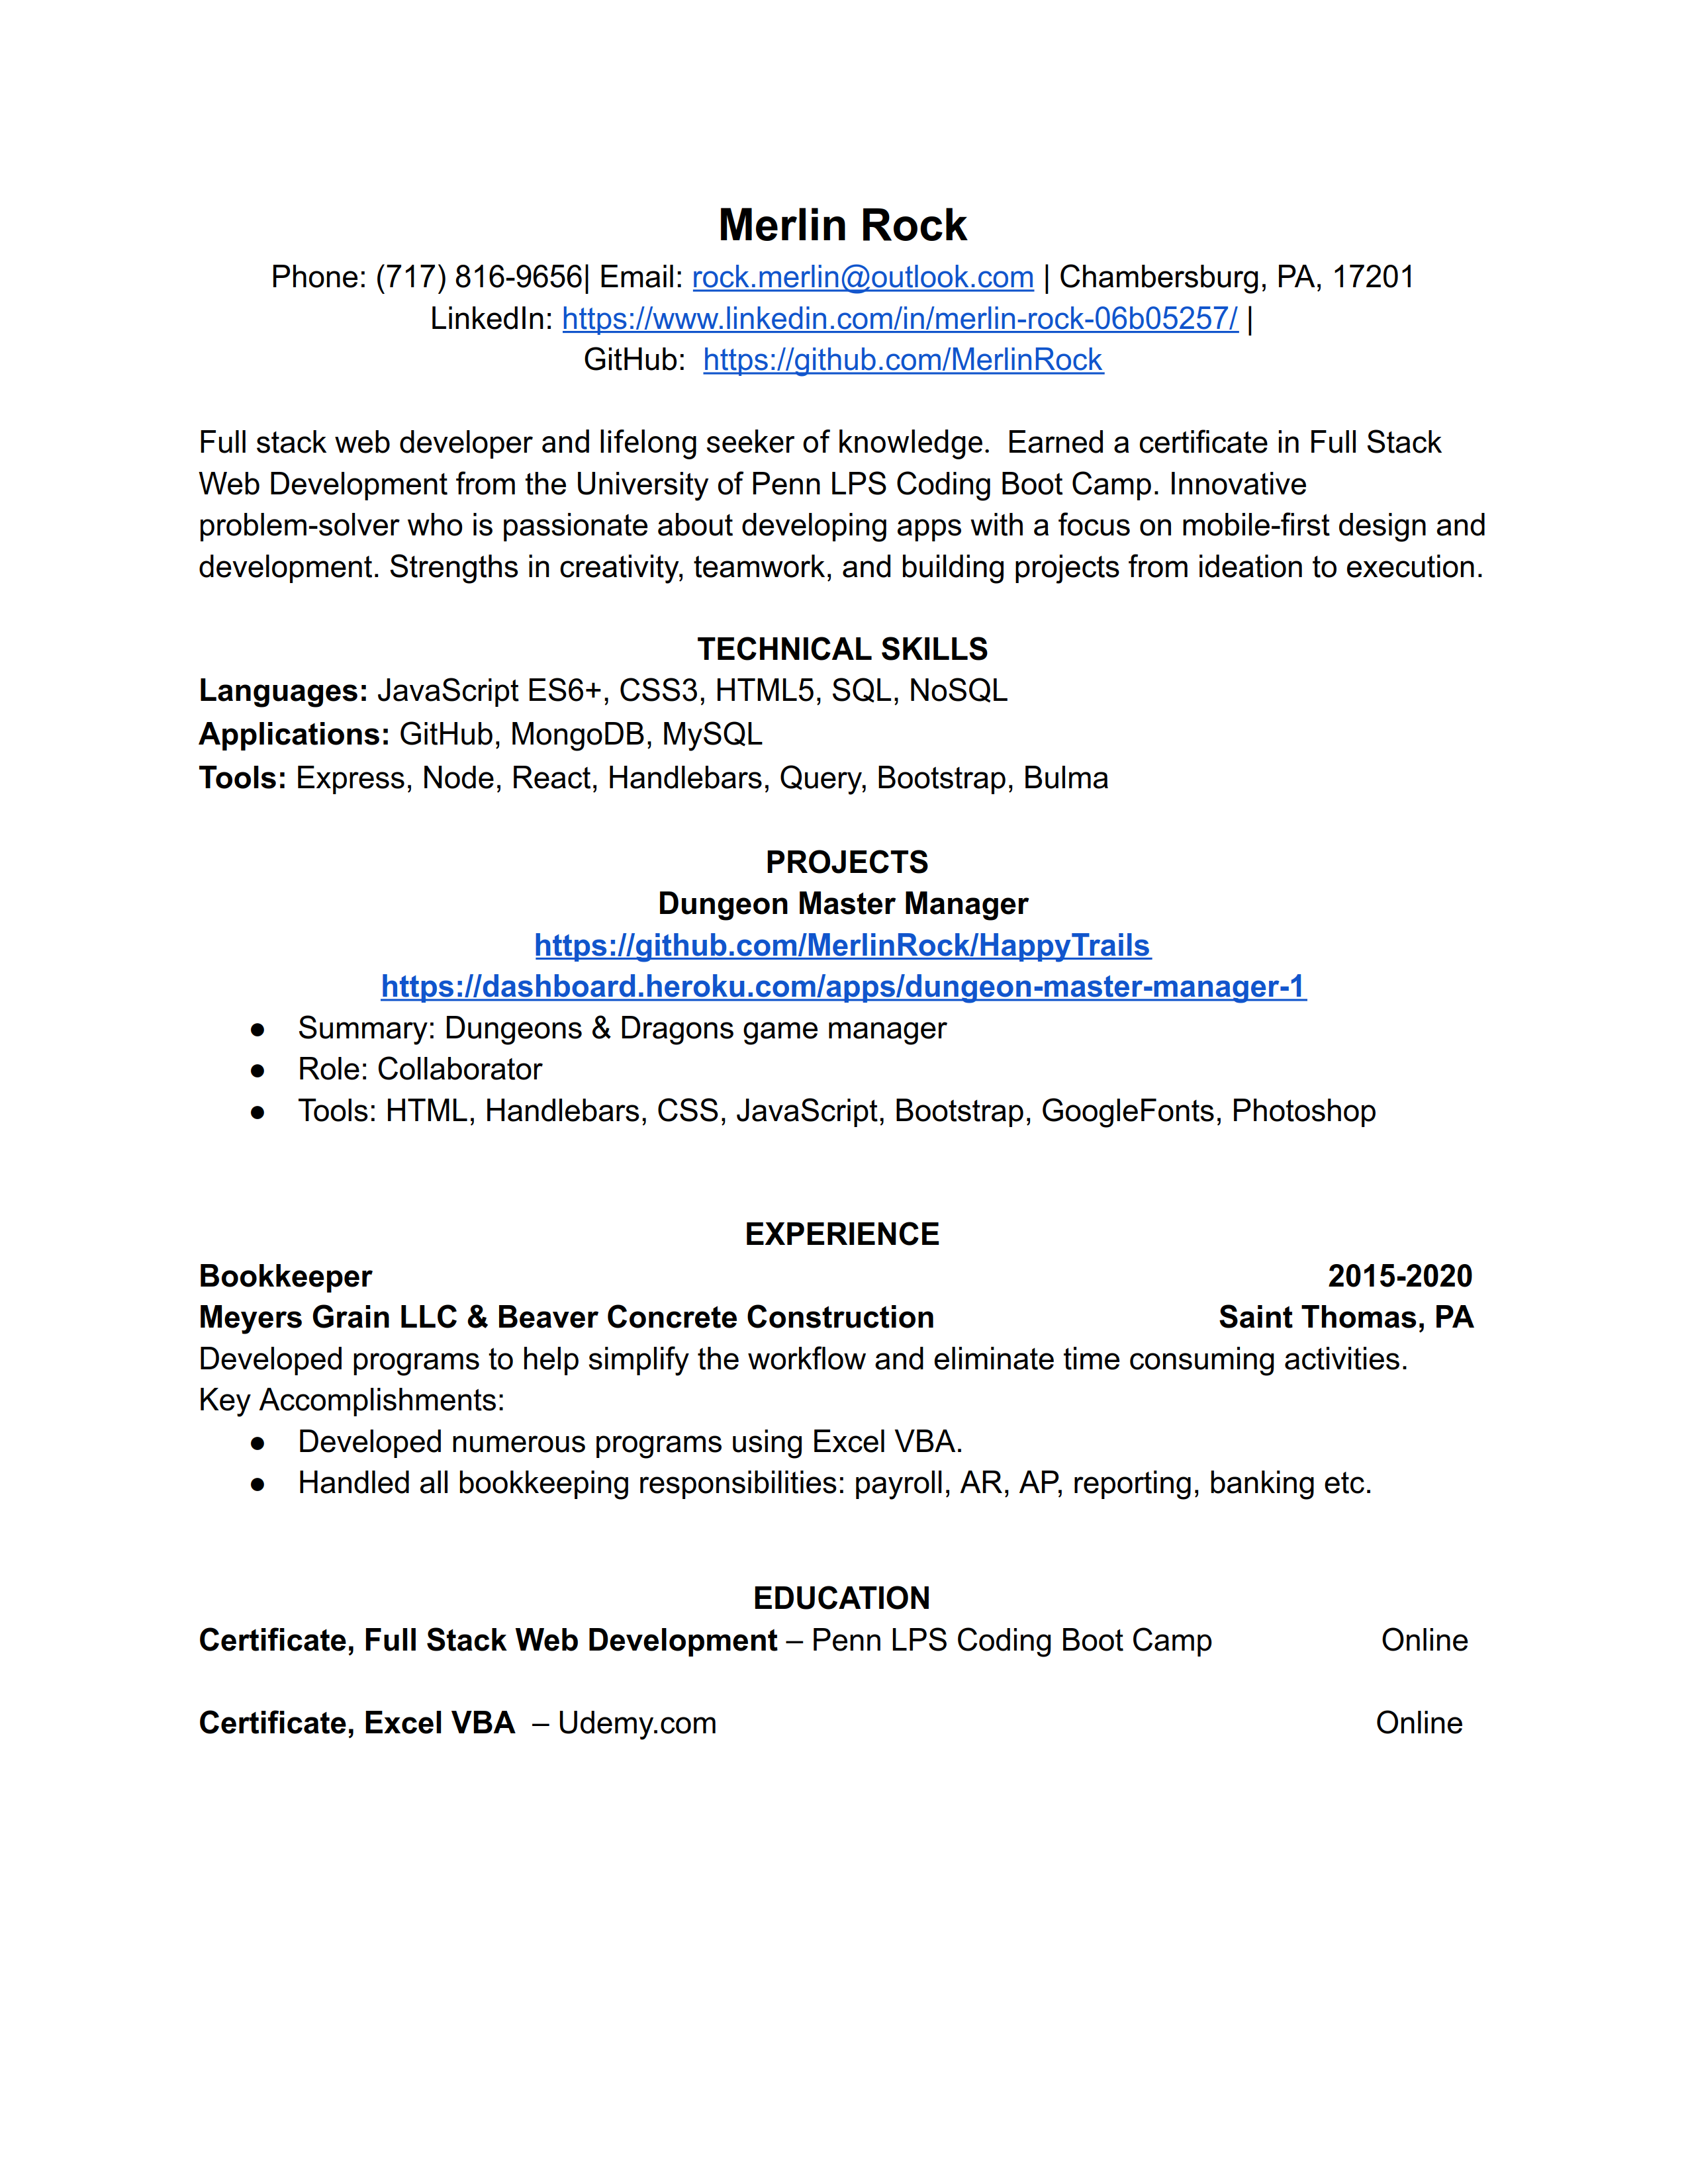 Merlin Rock
Phone: (717) 816-9656| Email: rock.merlin@outlook.com | Chambersburg, PA, 17201
LinkedIn: https://www.linkedin.com/in/merlin-rock-06b05257/ |
GitHub:  https://github.com/MerlinRock
Full stack web developer and lifelong seeker of knowledge.  Earned a certificate in Full Stack
Web Development from the University of Penn LPS Coding Boot Camp. Innovative
problem-solver who is passionate about developing apps with a focus on mobile-first design and
development. Strengths in creativity, teamwork, and building projects from ideation to execution.
TECHNICAL SKILLS
Languages: JavaScript ES6+, CSS3, HTML5, SQL, NoSQL
Applications: GitHub, MongoDB, MySQL
Tools: Express, Node, React, Handlebars, Query, Bootstrap, Bulma
PROJECTS
Dungeon Master Manager
https://github.com/MerlinRock/HappyTrails
https://dashboard.heroku.com/apps/dungeon-master-manager-1
● Summary: Dungeons & Dragons game manager
● Role: Collaborator
● Tools: HTML, Handlebars, CSS, JavaScript, Bootstrap, GoogleFonts, Photoshop
EXPERIENCE
Bookkeeper 2015-2020
Meyers Grain LLC & Beaver Concrete Construction Saint Thomas, PA
Developed programs to help simplify the workflow and eliminate time consuming activities.
Key Accomplishments:
● Developed numerous programs using Excel VBA.
● Handled all bookkeeping responsibilities: payroll, AR, AP, reporting, banking etc.
EDUCATION
Certificate, Full Stack Web Development – Penn LPS Coding Boot Camp Online
Certificate, Excel VBA  – Udemy.com Online